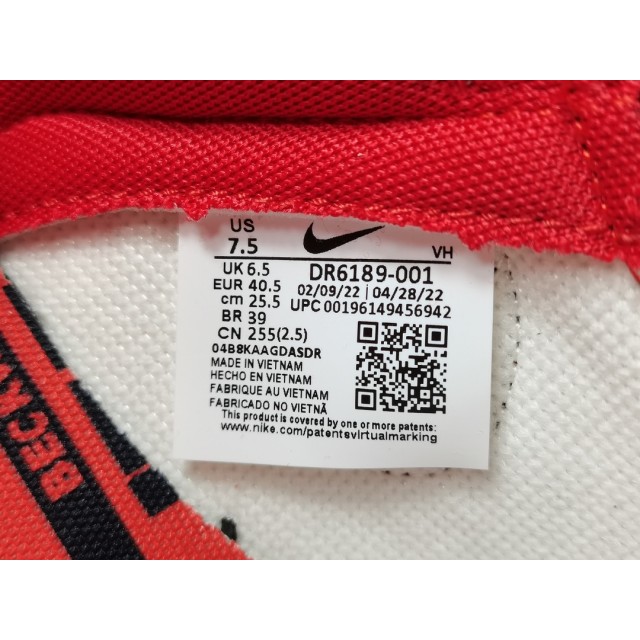 US
7.5
VH
UK 6.5
DR6189-001
EUR 40.5
02/09/22 | 04/28/22
cm 25.5
UPC 00196149456942
BR 39
CN 255(2.5)
04B8KAAGDASDR
MADE IN VIETNAM
HECHO EN VIETNAM
FABRIQUE AU VIETNAM
FABRICADO NO VIETNÃ
This product is covered by one or more patents:
www.nike.com/patentsvirtualmarking